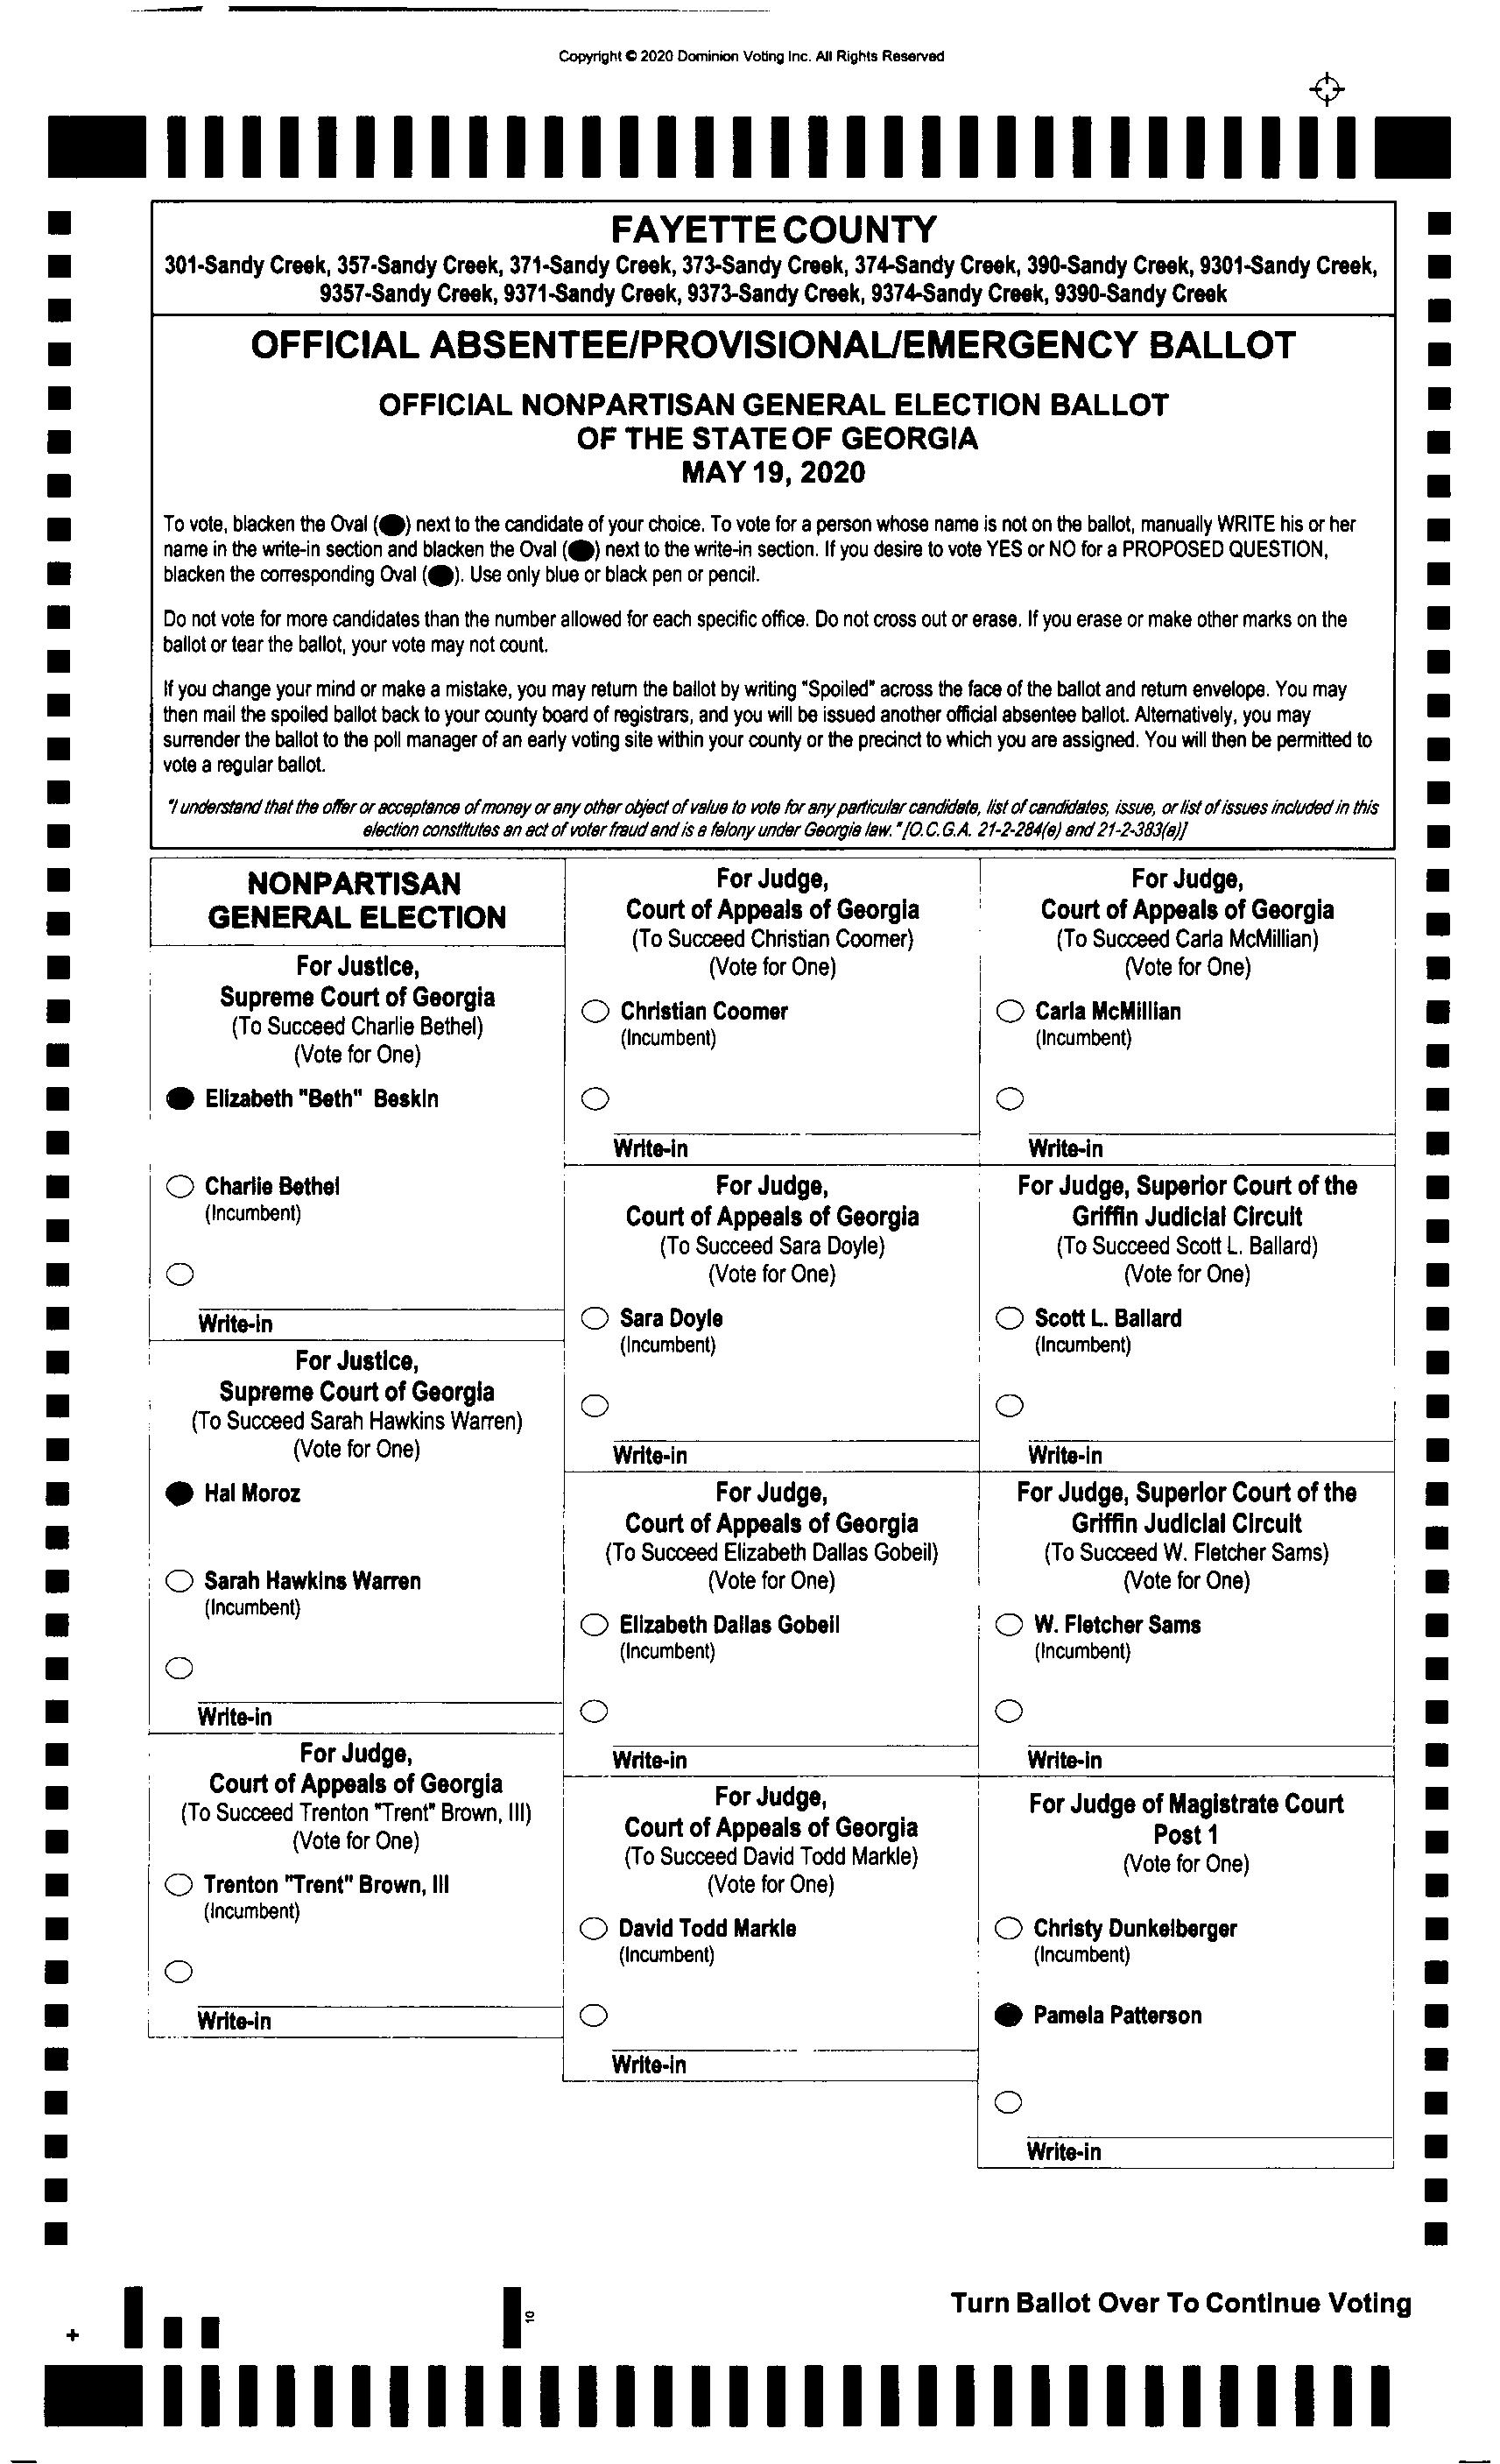 Copyright © 2020 Dominion Voting Inc. All Rights Reserved
FAYETTE COUNTY
301-Sandy Creek, 357-Sandy Creek, 371-Sandy Creek, 373-Sandy Creek, 374-Sandy Creek, 390-Sandy Creek, 9301-Sandy Creek,
9357-Sandy Creek, 9371-Sandy Creek, 9373-Sandy Creek, 9374-Sandy Creek, 9390-Sandy Creek
OFFICIAL ABSENTEE/PROVISIONAL/EMERGENCY BALLOT
OFFICIAL NONPARTISAN GENERAL ELECTION BALLOT
OF THE STATE OF GEORGIA
MAY 19, 2020
To vote, blacken the Oval ( ) next to the candidate of your choice. To vote for a person whose name is not on the ballot, manually WRITE his or her
name in the write-in section and blacken the Oval ( ) next to the write-in section. If you desire to vote YES or NO for a PROPOSED QUESTION,
blacken the corresponding Oval ( ). Use only blue or black pen or pencil.
Do not vote for more candidates than the number allowed for each specific office. Do not cross out or erase. If you erase or make other marks on the
ballot or tear the ballot, your vote may not count.
If you change your mind or make a mistake, you may return the ballot by writing "Spoiled" across the face of the ballot and return envelope. You may
then mail the spoiled ballot back to your county board of registrars, and you will be issued another official absentee ballot. Alternatively, you may
surrender the ballot to the poll manager of an early voting site within your county or the precinct to which you are assigned. You will then be permitted to
vote a regular ballot.
"I understand that the offer or acceptance of money or any other object of value to vote for any particular candidate, list of candidates, issue, or list of issues included in this
election constitutes an act of voter fraud and is a felony under Georgia law." [O.C.G.A. 21-2-284(e) and 21-2-383(a)]
NONPARTISAN
GENERAL ELECTION
For Justice,
Supreme Court of Georgia
(To Succeed Charlie Bethel)
(Vote for One)
Elizabeth "Beth" Beskin
Charlie Bethel
(Incumbent)
Write-in
For Justice,
Supreme Court of Georgia
(To Succeed Sarah Hawkins Warren)
(Vote for One)
Hal Moroz
Sarah Hawkins Warren
(Incumbent)
Write-in
For Judge,
Court of Appeals of Georgia
(To Succeed Trenton "Trent" Brown, III)
(Vote for One)
Trenton "Trent" Brown, III
(Incumbent)
Write-in
For Judge,
Court of Appeals of Georgia
(To Succeed Christian Coomer)
(Vote for One)
Christian Coomer
(Incumbent)
Write-in
For Judge,
Court of Appeals of Georgia
(To Succeed Sara Doyle)
(Vote for One)
Sara Doyle
(Incumbent)
Write-in
For Judge,
Court of Appeals of Georgia
(To Succeed Elizabeth Dallas Gobeil)
(Vote for One)
Elizabeth Dallas Gobeil
(Incumbent)
Write-in
For Judge,
Court of Appeals of Georgia
(To Succeed David Todd Markle)
(Vote for One)
David Todd Markle
(Incumbent)
Write-in
For Judge,
Court of Appeals of Georgia
(To Succeed Carla McMillian)
(Vote for One)
Carla McMillian
(Incumbent)
Write-in
For Judge, Superior Court of the
Griffin Judicial Circuit
(To Succeed Scott L. Ballard)
(Vote for One)
Scott L. Ballard
(Incumbent)
Write-in
For Judge, Superior Court of the
Griffin Judicial Circuit
(To Succeed W. Fletcher Sams)
(Vote for One)
W. Fletcher Sams
(Incumbent)
Write-in
For Judge of Magistrate Court
Post 1
(Vote for One)
Christy Dunkelberger
(Incumbent)
Pamela Patterson
Write-in
Turn Ballot Over To Continue Voting
+
10